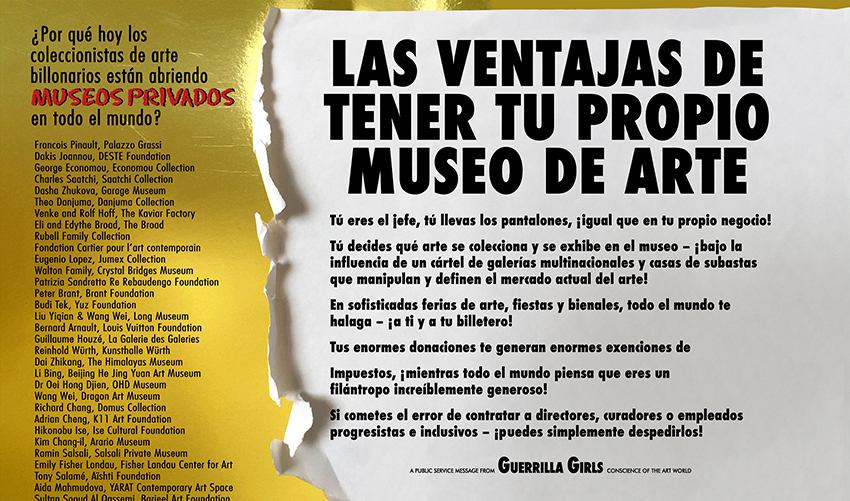 ¿Por qué hoy los
coleccionistas de arte
billonarios están abriendo
MUSEOS PRIVADOS
en todo el mundo?
Francois Pinault, Palazzo Grassi
Dakis Joannou, DESTE Foundation
George Economou, Economou Collection
Charles Saatchi, Saatchi Collection
Dasha Zhukova, Garage Museum
Theo Danjuma, Danjuma Collection
Venke and Rolf Hoff, The Kaviar Factory
Eli and Edythe Broad, The Broad
Rubell Family Collection
Fondation Cartier pour l'art contemporain
Eugenio Lopez, Jumex Collection
Walton Family, Crystal Bridges Museum
Patrizia Sandretto Re Rebaudengo Foundation
Peter Brant, Brant Foundation
Budi Tek, Yuz Foundation
Liu Yiqian & Wang Wei, Long Museum
Bernard Arnault, Louis Vuitton Foundation
Guillaume Houzé, La Galerie des Galeries
Reinhold Würth, Kunsthalle Würth
Dai Zhikang, The Himalayas Museum
Li Bing, Beijing He Jing Yuan Art Museum
Dr Oei Hong Djien, OHD Museum
Wang Wei, Dragon Art Museum
Richard Chang, Domus Collection
Adrian Cheng, K11 Art Foundation
Hikonobu Ise, Ise Cultural Foundation
Kim Chang-il, Arario Museum
Ramin Salsali, Salsali Private Museum
Emily Fisher Landau, Fisher Landau Center for Art
Tony Salamé, Aïshti Foundation
Aida Mahmudova, YARAT Contemporary Art Space
Sultan Sooud Al Qassemi, Barjeel Art Foundation
LAS VENTAJAS DE
TENER TU PROPIO
MUSEO DE ARTE
Tú eres el jefe, tú llevas los pantalones, ¡igual que en tu propio negocio!
Tú decides qué arte se colecciona y se exhibe en el museo – ¡bajo la
influencia de un cártel de galerías multinacionales y casas de subastas
que manipulan y definen el mercado actual del arte!
En sofisticadas ferias de arte, fiestas y bienales, todo el mundo te
halaga – ¡a ti y a tu billetero!
Tus enormes donaciones te generan enormes exenciones de
Impuestos, ¡mientras todo el mundo piensa que eres un
filántropo increíblemente generoso!
Si cometes el error de contratar a directores, curadores o empleados
progresistas e inclusivos – ¡puedes simplemente despedirlos!
A PUBLIC SERVICE MESSAGE FROM GUERRILLA GIRLS CONSCIENCE OF THE ART WORLD